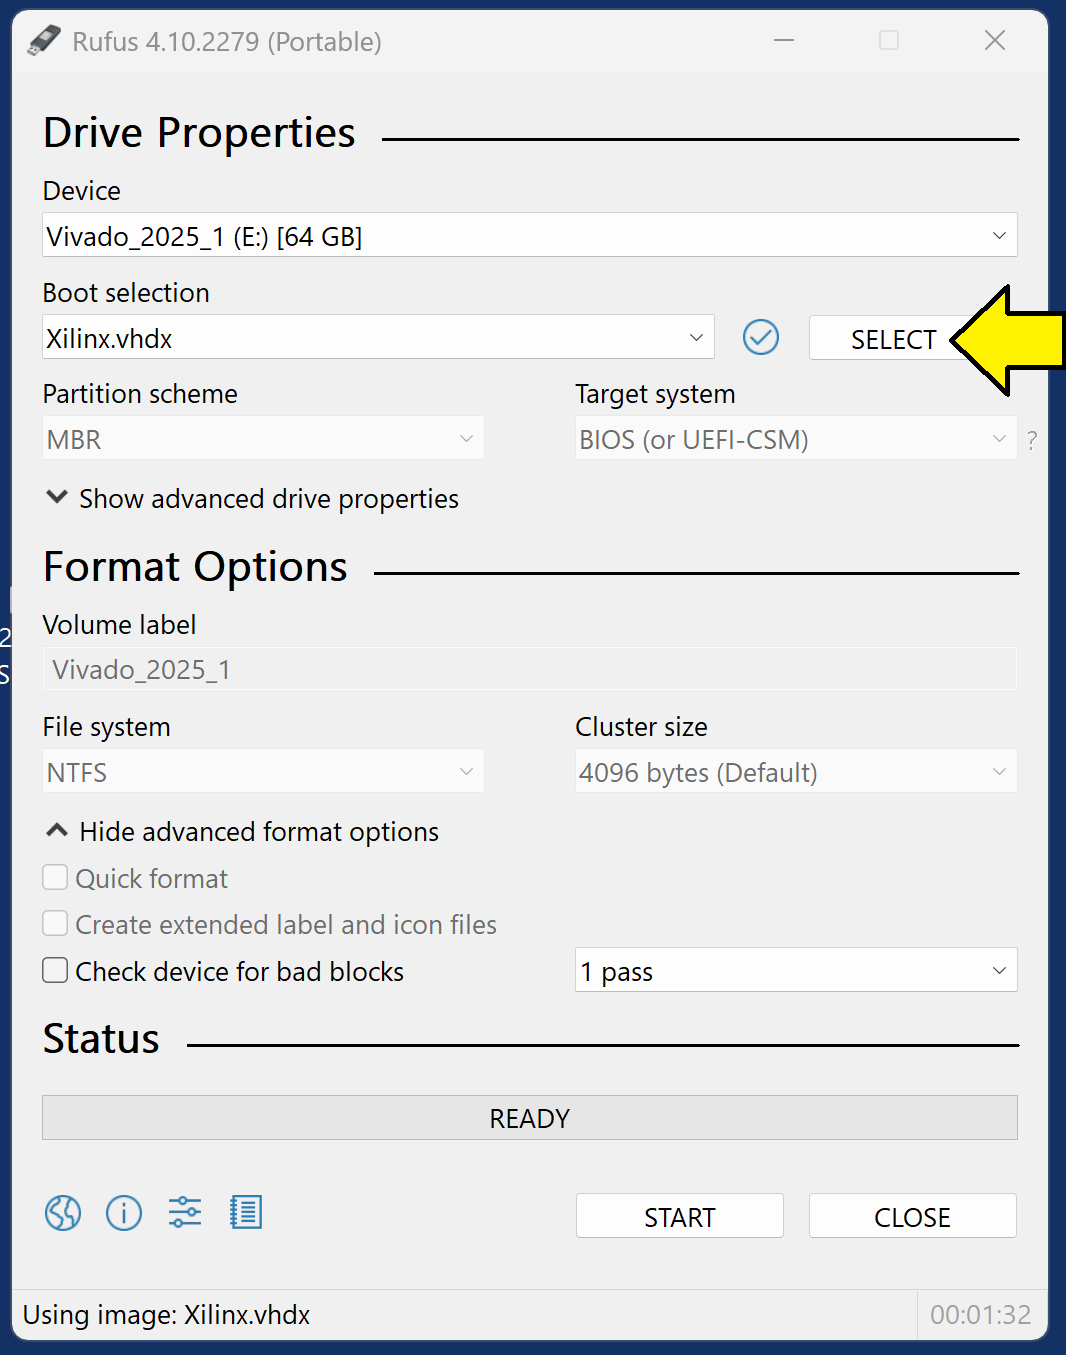 Rufus 4.10.2279 (Portable)
Drive Properties
Device
Vivado_2025_1 (E:) [64 GB]
Boot selection
Xilinx.vhdx
SELECT
Partition scheme
Target system
MBR
BIOS (or UEFI-CSM)
?
Show advanced drive properties
Format Options
Volume label
2
S
Vivado_2025_1
File system
Cluster size
NTFS
4096 bytes (Default)
Hide advanced format options
Quick format
Create extended label and icon files
Check device for bad blocks
1 pass
Status
READY
START
CLOSE
Using image: Xilinx.vhdx
00:01:32